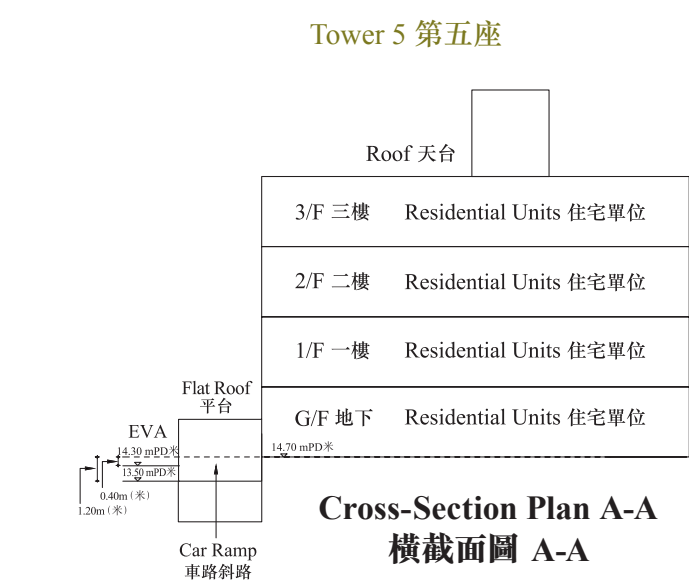 Tower 5 第五座
Roof 天台
3/F 三樓 Residential Units 住宅單位
2/F 二樓 Residential Units 住宅單位
1/F 一樓 Residential Units 住宅單位
Flat Roof
平台
G/F 地下 Residential Units 住宅單位
EVA
14.30 mPD米
14.70 mPD米
13.50 mPD米
0.40m (米)
1.20m (米)
Cross-Section Plan A-A
橫截面圖 A-A
Car Ramp
車路斜路